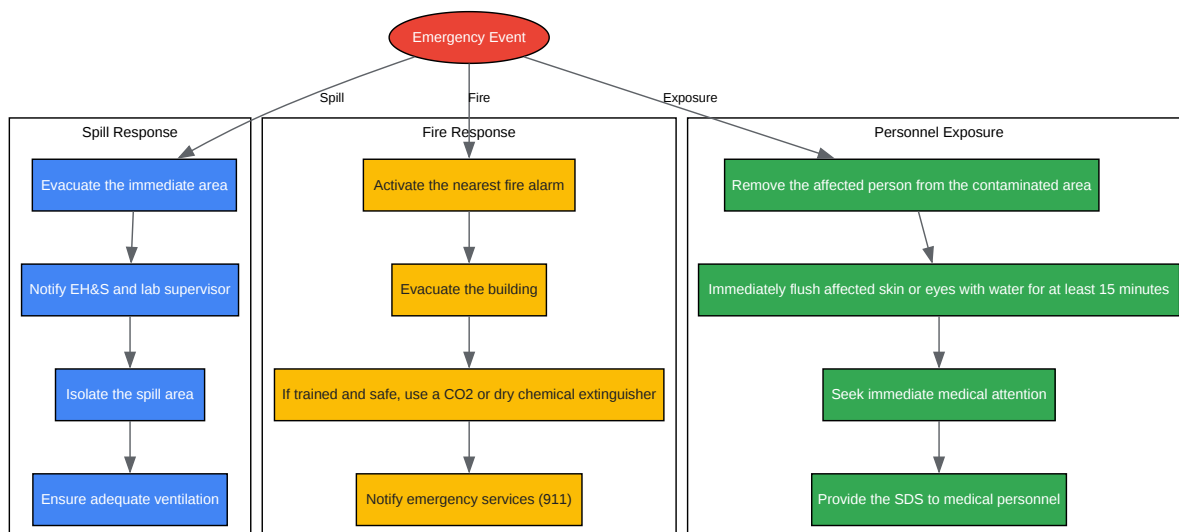 Emergency Event
Spill
Fire
Exposure
Spill Response
Evacuate the immediate area
Notify EH&S and lab supervisor
Isolate the spill area
Ensure adequate ventilation
Fire Response
Activate the nearest fire alarm
Evacuate the building
If trained and safe, use a CO2 or dry chemical extinguisher
Notify emergency services (911)
Personnel Exposure
Remove the affected person from the contaminated area
Immediately flush affected skin or eyes with water for at least 15 minutes
Seek immediate medical attention
Provide the SDS to medical personnel